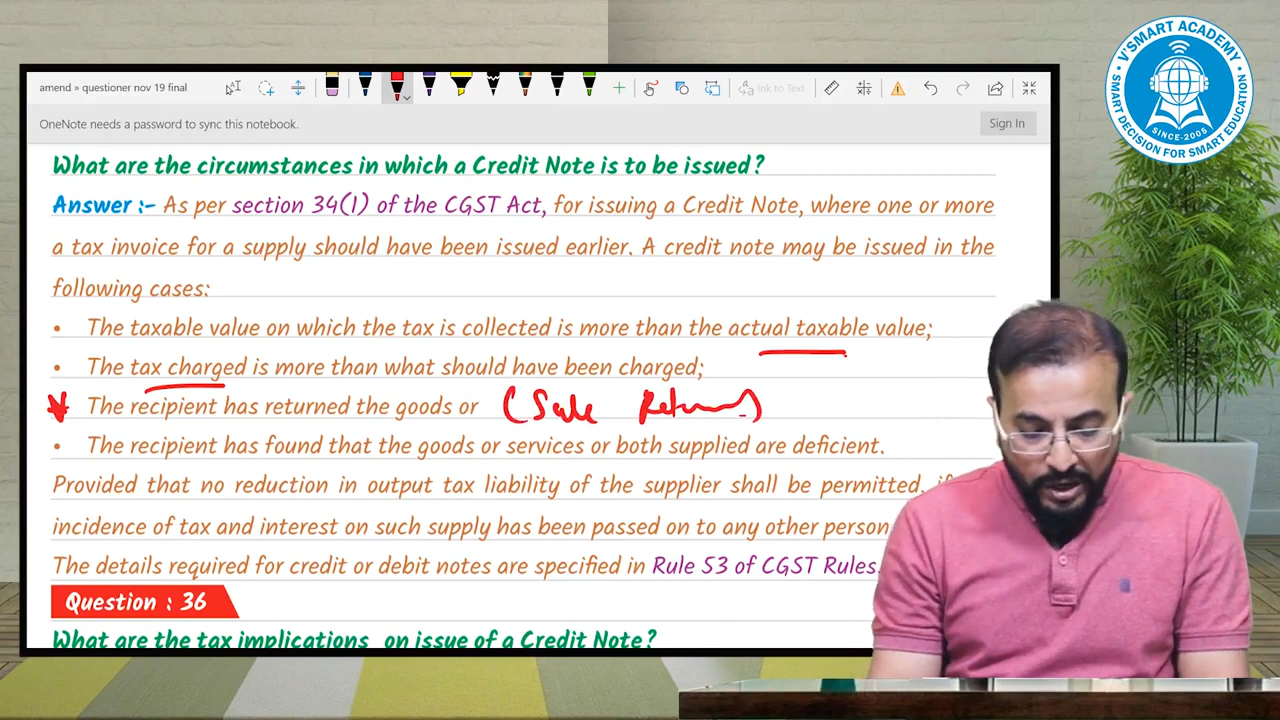 amend » questioner nov 19 final
Ink to Text
OneNote needs a password to sync this notebook.
Sign In
What are the circumstances in which a Credit Note is to be issued?
Answer :- As per section 34(1) of the CGST Act, for issuing a Credit Note, where one or more
a tax invoice for a supply should have been issued earlier. A credit note may be issued in the
following cases:
• The taxable value on which the tax is collected is more than the actual taxable value;
• The tax charged is more than what should have been charged;
The recipient has returned the goods or (Sale Return)
• The recipient has found that the goods or services or both supplied are deficient.
Provided that no reduction in output tax liability of the supplier shall be permitted, if
incidence of tax and interest on such supply has been passed on to any other person
The details required for credit or debit notes are specified in Rule 53 of CGST Rules.
Question : 36
What are the tax implications on issue of a Credit Note?
V'SMART ACADEMY
SMART DECISION FOR SMART EDUCATION
SINCE-2005